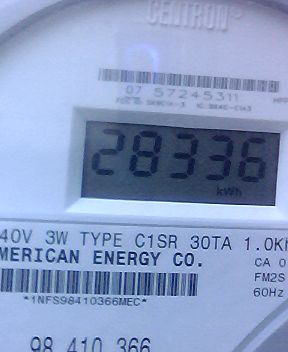 CENTRON
07 57245311
28336
kWh
40V 3W TYPE C1SR 30TA 1.0Kh
MERICAN ENERGY CO.
CA 0
FM2S
60Hz
*1NFS98410366MEC*
98 410 366